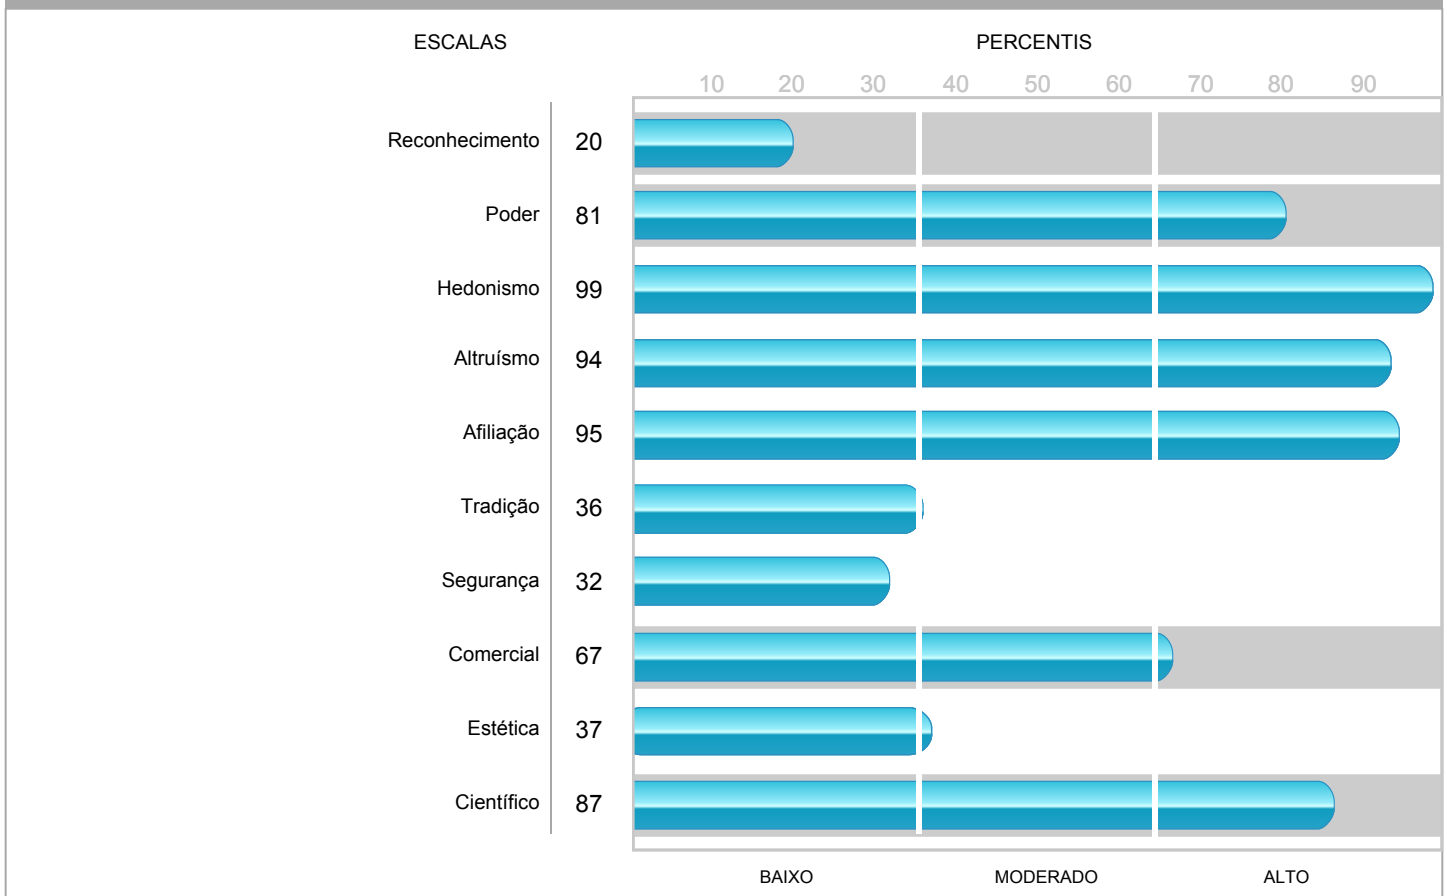 ESCALAS PERCENTIS
10 20 30 40 50 60 70 80 90
Reconhecimento 20
Poder 81
Hedonismo 99
Altruísmo 94
Afiliação 95
Tradição 36
Segurança 32
Comercial 67
Estética 37
Científico 87
BAIXO MODERADO ALTO